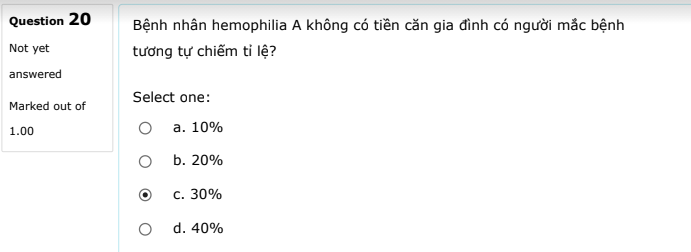 Question 20
Not yet
answered
Marked out of
1.00
Bệnh nhân hemophilia A không có tiền căn gia đình có người mắc bệnh
tương tự chiếm tỉ lệ?
Select one:
a. 10%
b. 20%
c. 30%
d. 40%